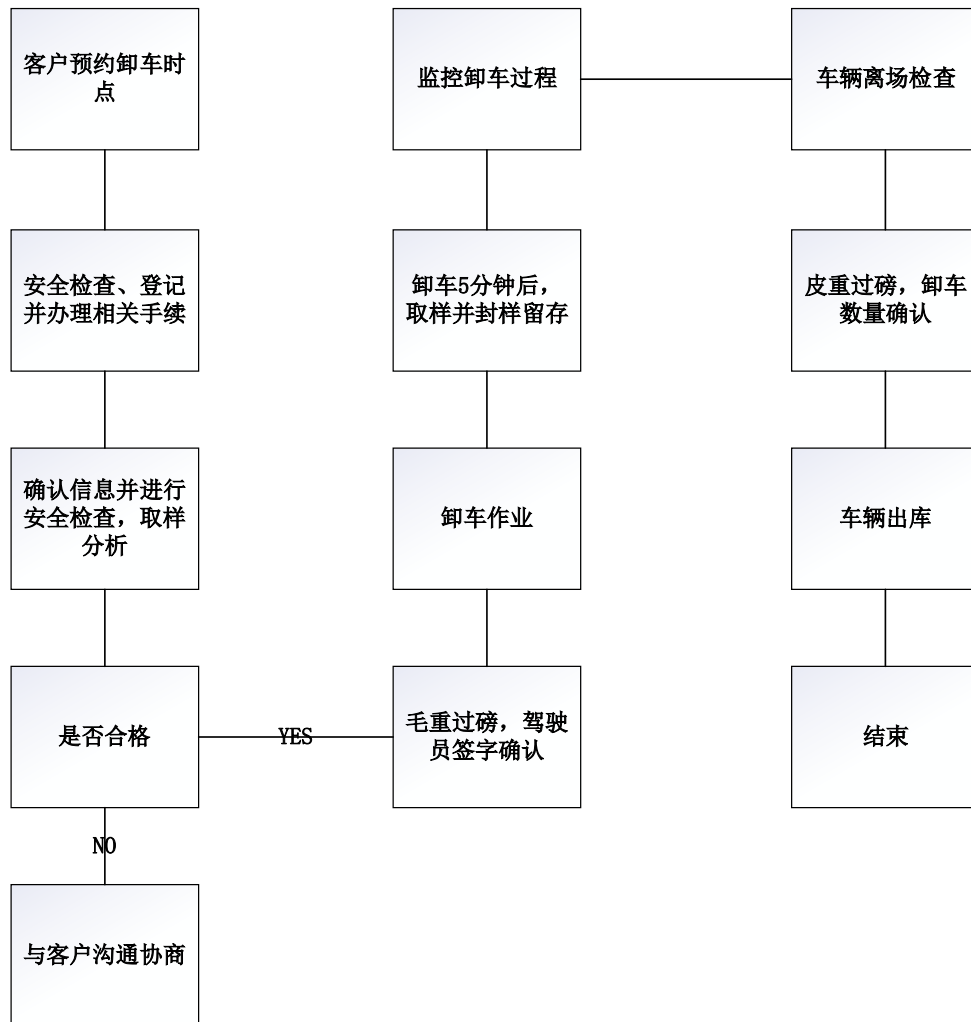 客户预约卸车时
点
安全检查、登记
并办理相关手续
确认信息并进行
安全检查，取样
分析
是否合格
YES
NO
与客户沟通协商
毛重过磅，驾驶
员签字确认
卸车作业
卸车5分钟后，
取样并封样留存
监控卸车过程
车辆离场检查
皮重过磅，卸车
数量确认
车辆出库
结束